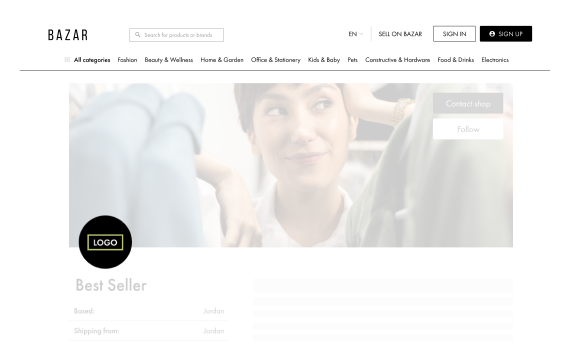 BAZAR
Search for products or brands
EN
SELL ON BAZAR
SIGN IN
SIGN UP
All categories Fashion Beauty & Wellness Home & Garden Office & Stationery Kids & Baby Pets Constructive & Hardware Food & Drinks Electronics
Contact shop
Follow
LOGO
Best Seller
Based: Jordan
Shipping from: Jordan